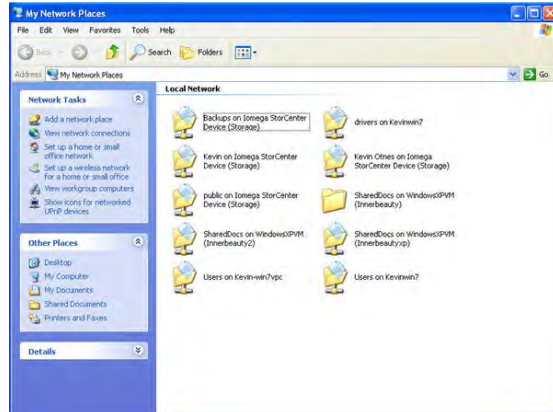 My Network Places
File Edit View Favorites Tools Help
Back Search Folders
Address My Network Places Go
Network Tasks
Add a network place
View network connections
Set up a home or small
office network
Set up a wireless network
for a home or small office
View workgroup computers
Show icons for networked
UPnP devices
Other Places
Desktop
My Computer
My Documents
Shared Documents
Printers and Faxes
Details
Local Network
Backups on Iomega StorCenter
Device (Storage)
drivers on Kevinwin7
Kevin on Iomega StorCenter
Device (Storage)
Kevin Otnes on Iomega
StorCenter Device (Storage)
public on Iomega StorCenter
Device (Storage)
SharedDocs on WindowsXPVM
(Innerbeauty)
SharedDocs on WindowsXPVM
(Innerbeauty2)
SharedDocs on WindowsXPVM
(Innerbeautyxp)
Users on Kevin-win7vpc
Users on Kevinwin7